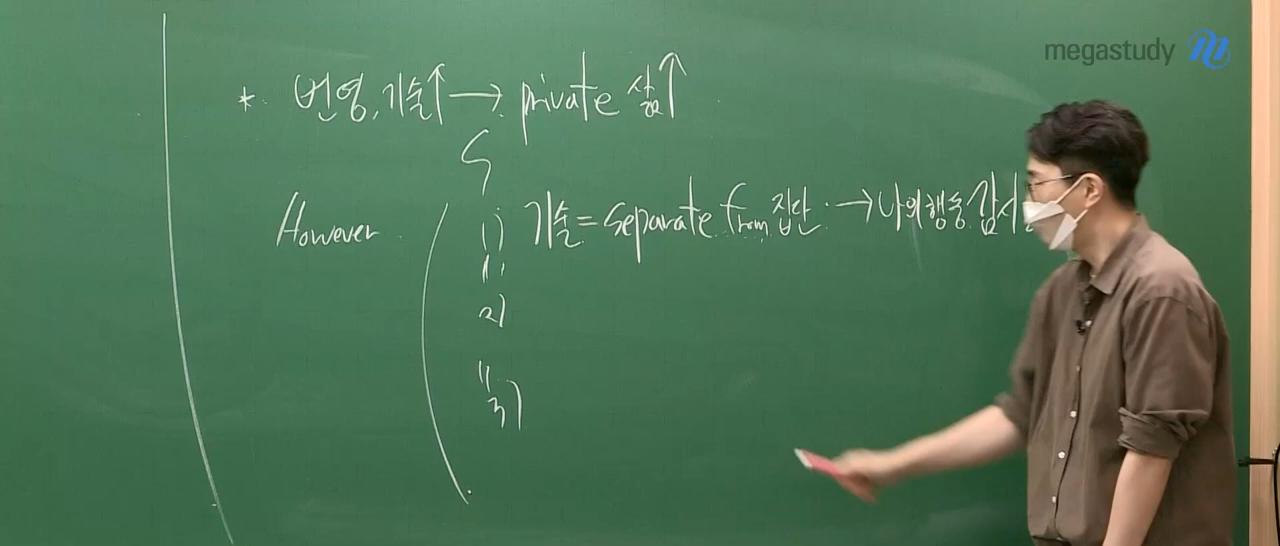 megastudy
* 번영, 기술↑ → private 삶↑
However
1) 기술 = separate from 집단. → 나의 행동 감시
2)
3)